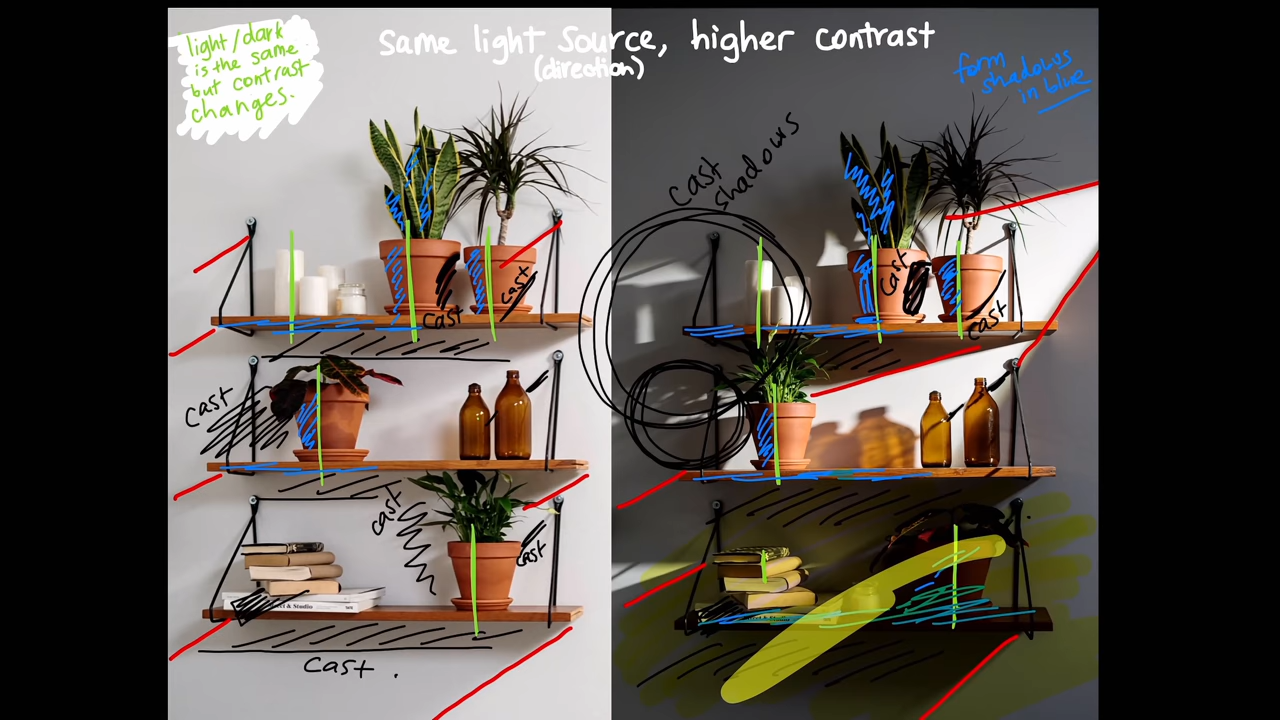 light/dark
is the same
but contrast
changes.
same light source, higher contrast
(direction)
form
shadows
in blue
cast
shadows
cast
cast
cast
cast
cast
cast
cast
cast
& Studio
cast.